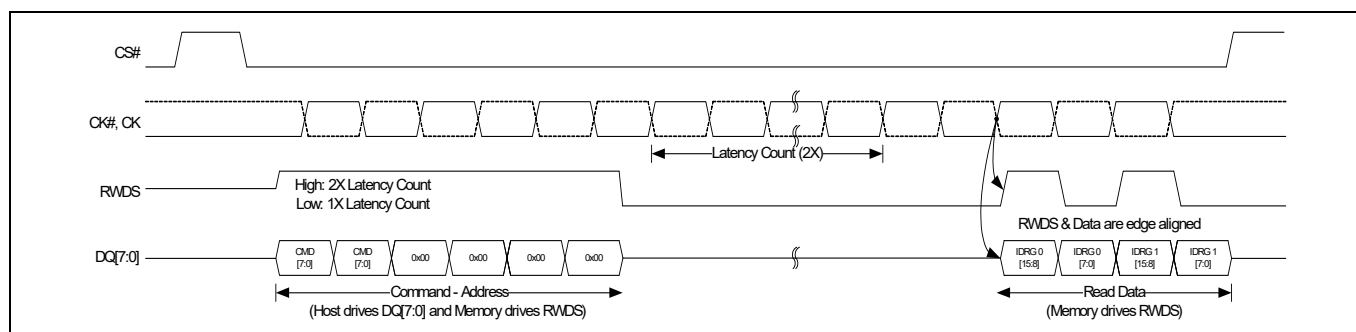 CS#
CK#, CK
Latency Count (2X)
RWDS
High: 2X Latency Count
Low: 1X Latency Count
RWDS & Data are edge aligned
DQ[7:0]
CMD
[7:0]
CMD
[7:0]
0x00
0x00
0x00
0x00
IDRG 0
[15:8]
IDRG 0
[7:0]
IDRG 1
[15:8]
IDRG 1
[7:0]
Command - Address
(Host drives DQ[7:0] and Memory drives RWDS)
Read Data
(Memory drives RWDS)